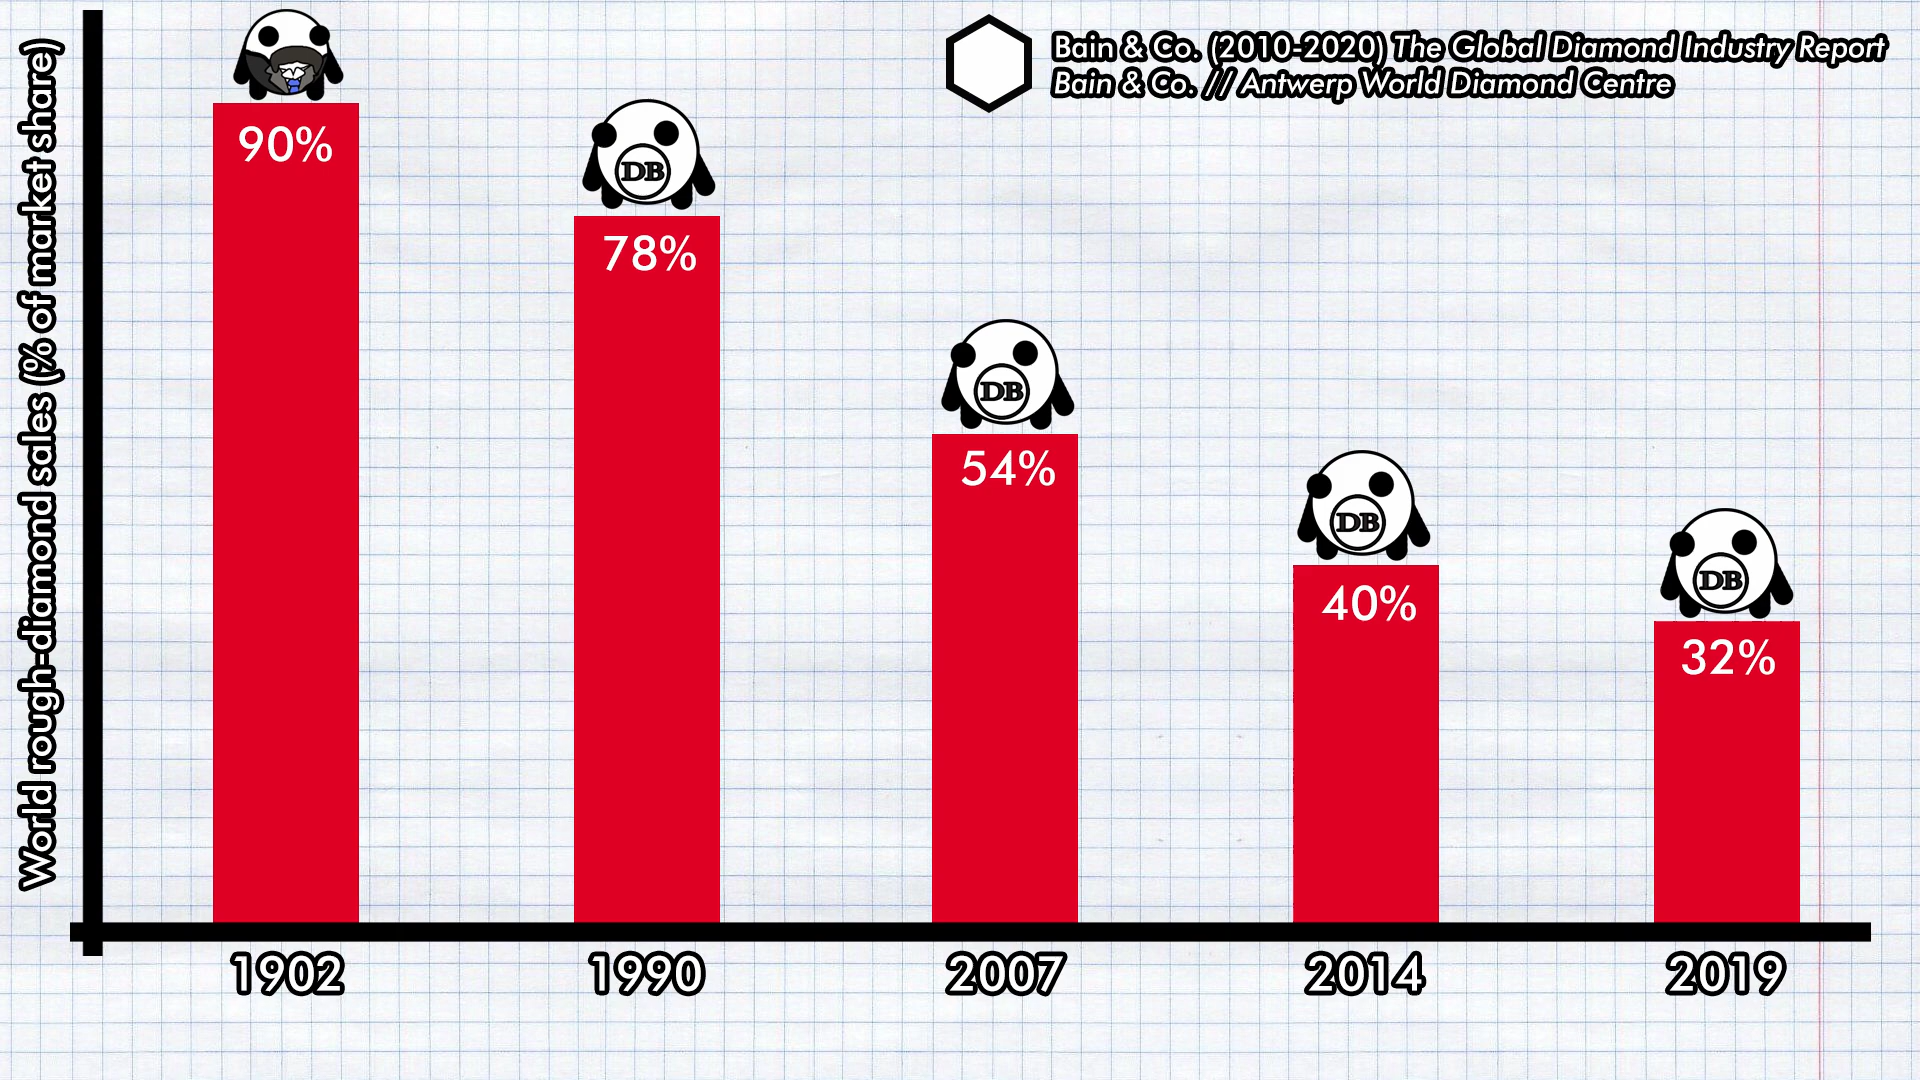 Bain & Co. (2010-2020) The Global Diamond Industry Report
Bain & Co. // Antwerp World Diamond Centre
World rough-diamond sales (% of market share)
90%
78%
54%
40%
32%
DB
DB
DB
DB
1902
1990
2007
2014
2019